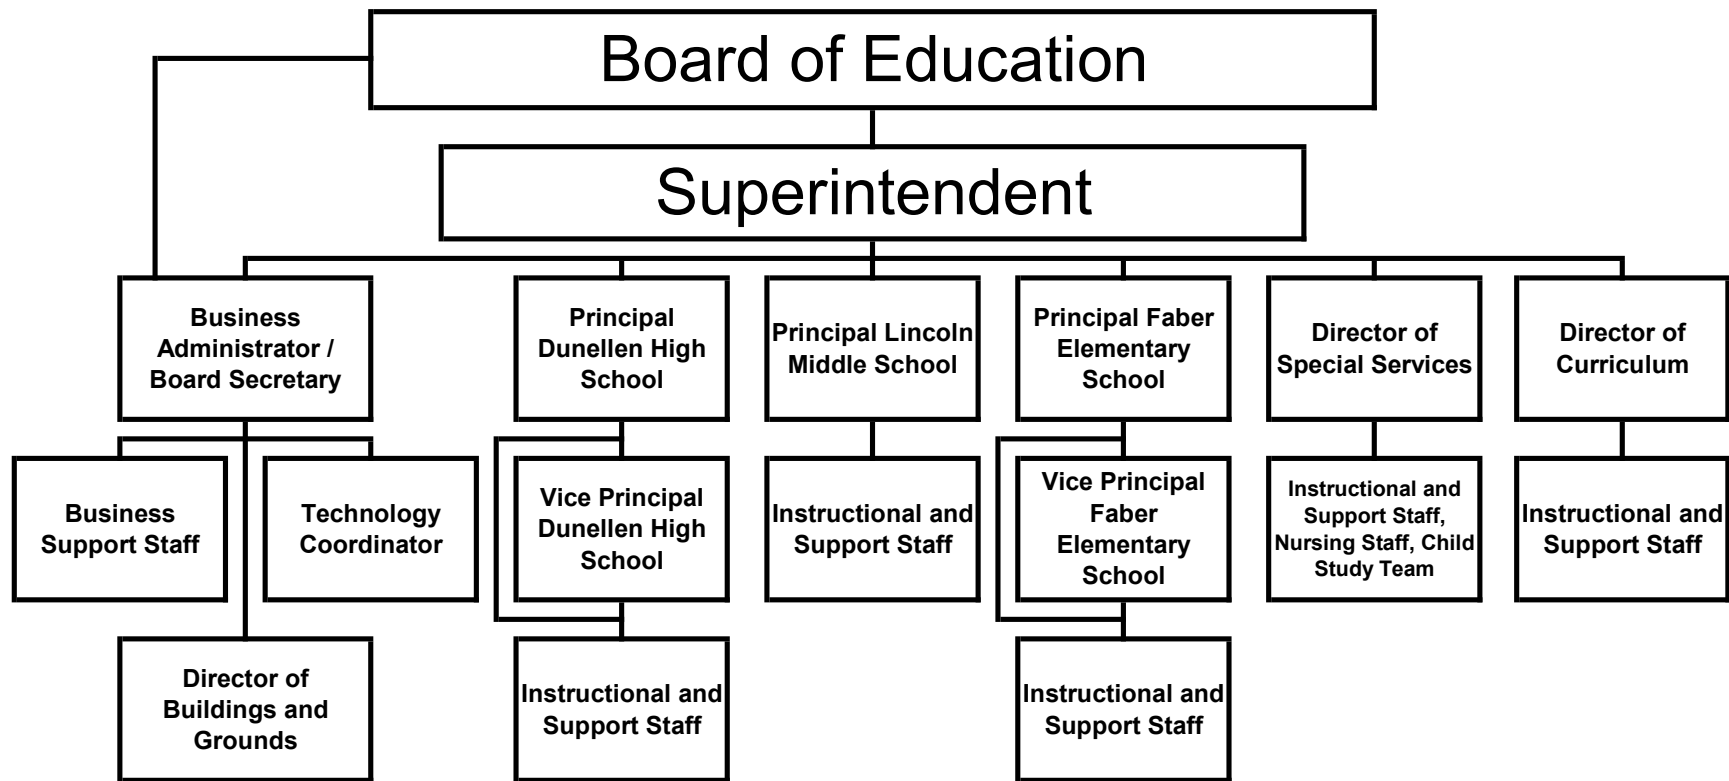 Board of Education
Superintendent
Business
Administrator /
Board Secretary
Principal
Dunellen High
School
Principal Lincoln
Middle School
Principal Faber
Elementary
School
Director of
Special Services
Director of
Curriculum
Business
Support Staff
Technology
Coordinator
Vice Principal
Dunellen High
School
Instructional and
Support Staff
Vice Principal
Faber
Elementary
School
Instructional and
Support Staff,
Nursing Staff, Child
Study Team
Instructional and
Support Staff
Director of
Buildings and
Grounds
Instructional and
Support Staff
Instructional and
Support Staff